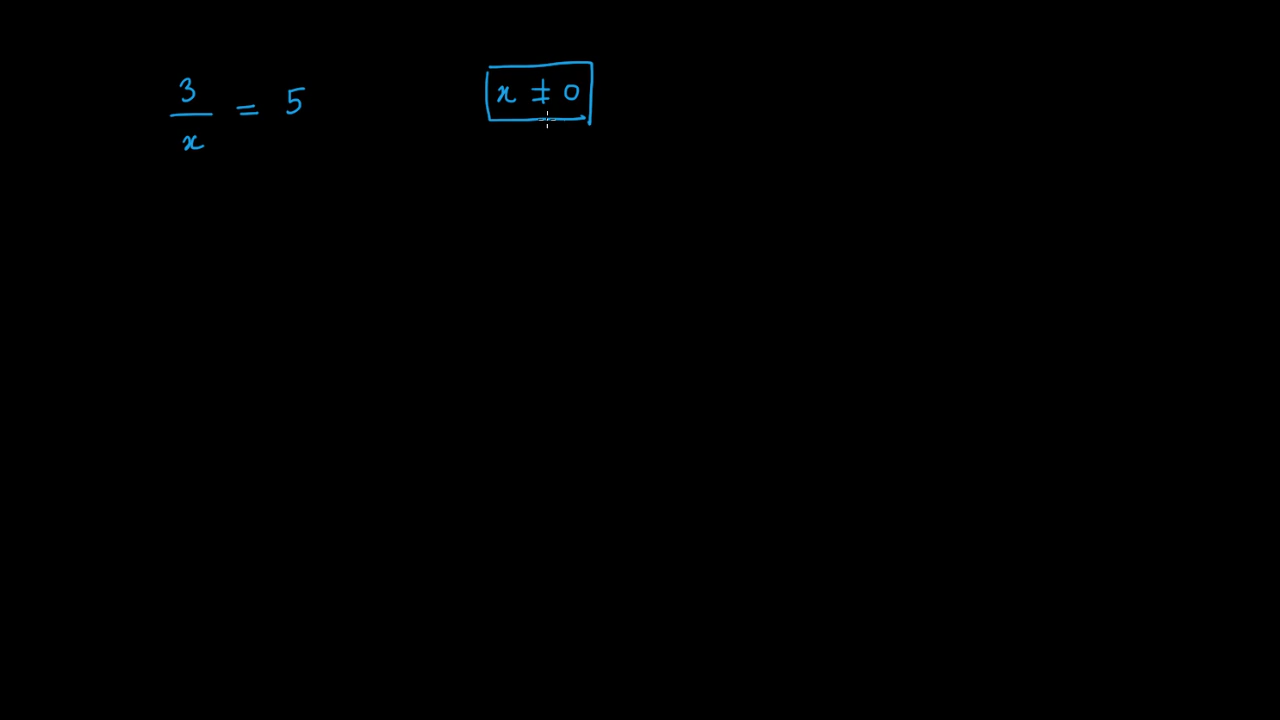 3/x = 5
x ≠ 0